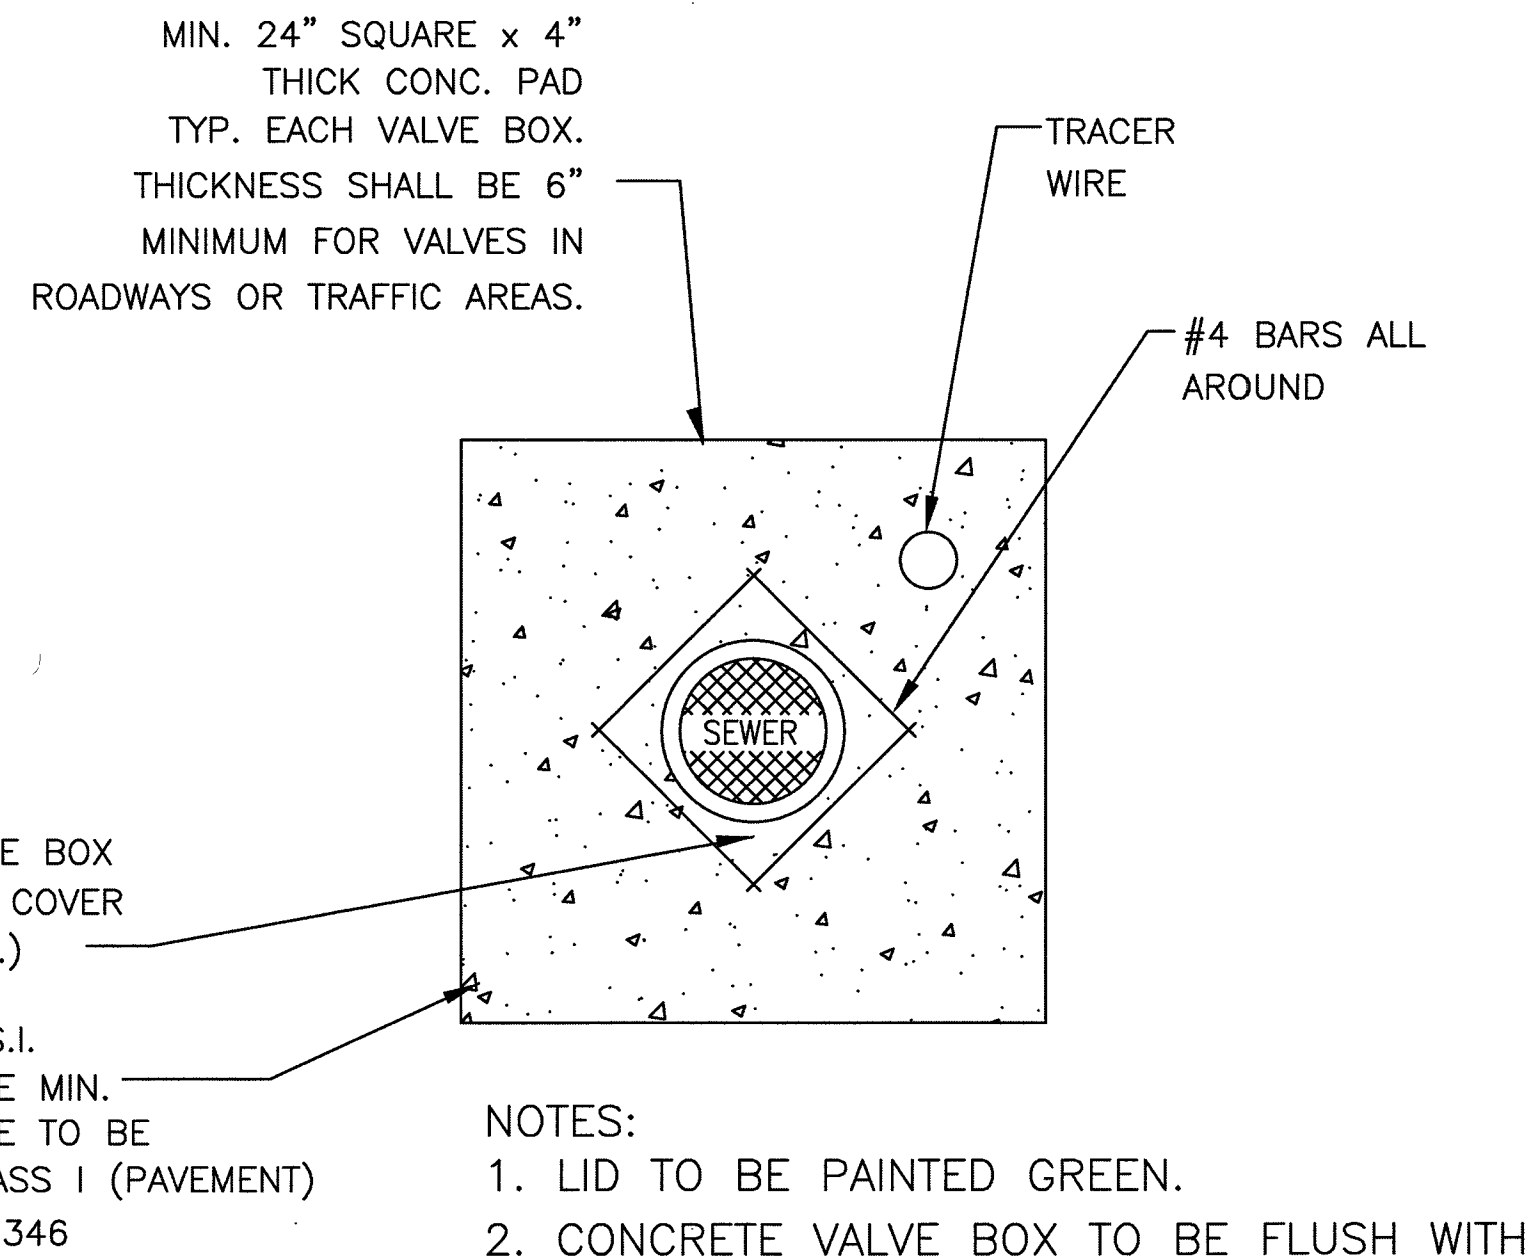 MIN. 24” SQUARE x 4”
THICK CONC. PAD
TYP. EACH VALVE BOX.
THICKNESS SHALL BE 6”
MINIMUM FOR VALVES IN
ROADWAYS OR TRAFFIC AREAS.
TRACER
WIRE
#4 BARS ALL
AROUND
SEWER
E BOX
COVER
.)
S.I.
E MIN.
E TO BE
ASS I (PAVEMENT)
346
NOTES:
1. LID TO BE PAINTED GREEN.
2. CONCRETE VALVE BOX TO BE FLUSH WITH